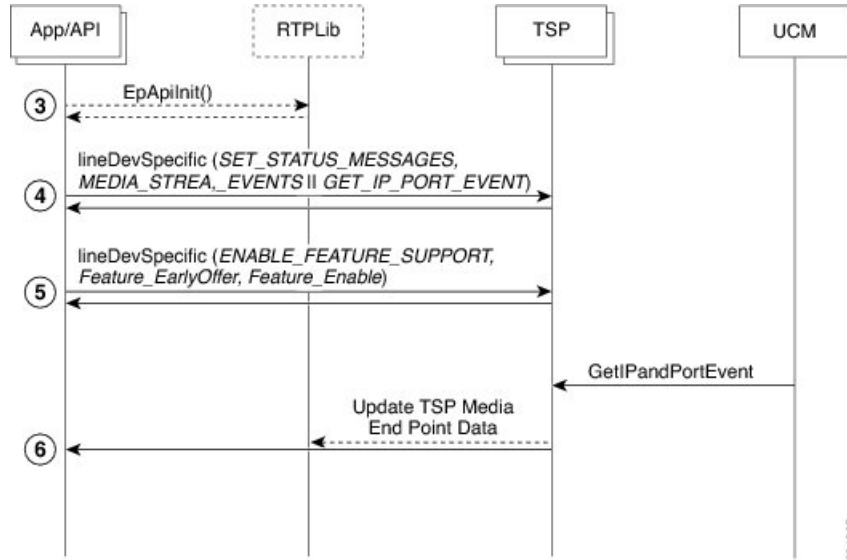 App/API
RTPLib
TSP
UCM
3
EpApiInit()
lineDevSpecific (SET_STATUS_MESSAGES,
MEDIA_STREA,_EVENTS || GET_IP_PORT_EVENT)
4
lineDevSpecific (ENABLE_FEATURE_SUPPORT,
Feature_EarlyOffer, Feature_Enable)
5
GetIPandPortEvent
Update TSP Media
End Point Data
6